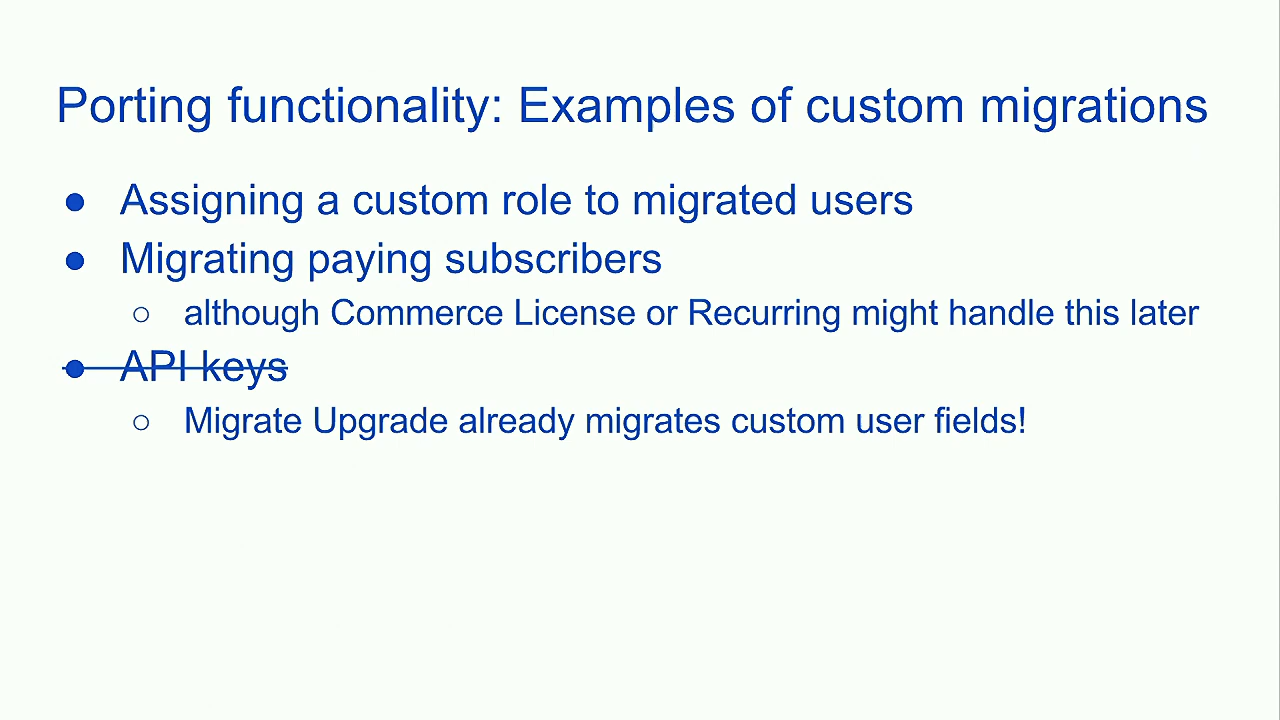 Porting functionality: Examples of custom migrations
● Assigning a custom role to migrated users
● Migrating paying subscribers
○ although Commerce License or Recurring might handle this later
● API keys
○ Migrate Upgrade already migrates custom user fields!